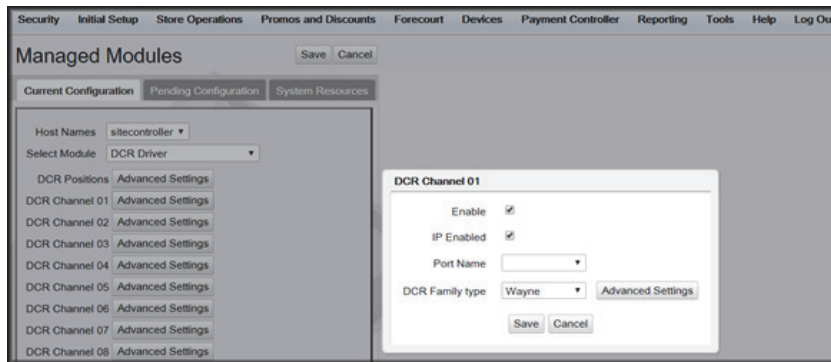 Security Initial Setup Store Operations Promos and Discounts Forecourt Devices Payment Controller Reporting Tools Help Log Ou
Managed Modules Save Cancel
Current Configuration Pending Configuration System Resources
Host Names sitecontroller
Select Module DCR Driver
DCR Positions Advanced Settings
DCR Channel 01 Advanced Settings
DCR Channel 02 Advanced Settings
DCR Channel 03 Advanced Settings
DCR Channel 04 Advanced Settings
DCR Channel 05 Advanced Settings
DCR Channel 06 Advanced Settings
DCR Channel 07 Advanced Settings
DCR Channel 08 Advanced Settings
DCR Channel 01
Enable
IP Enabled
Port Name
DCR Family type Wayne Advanced Settings
Save Cancel